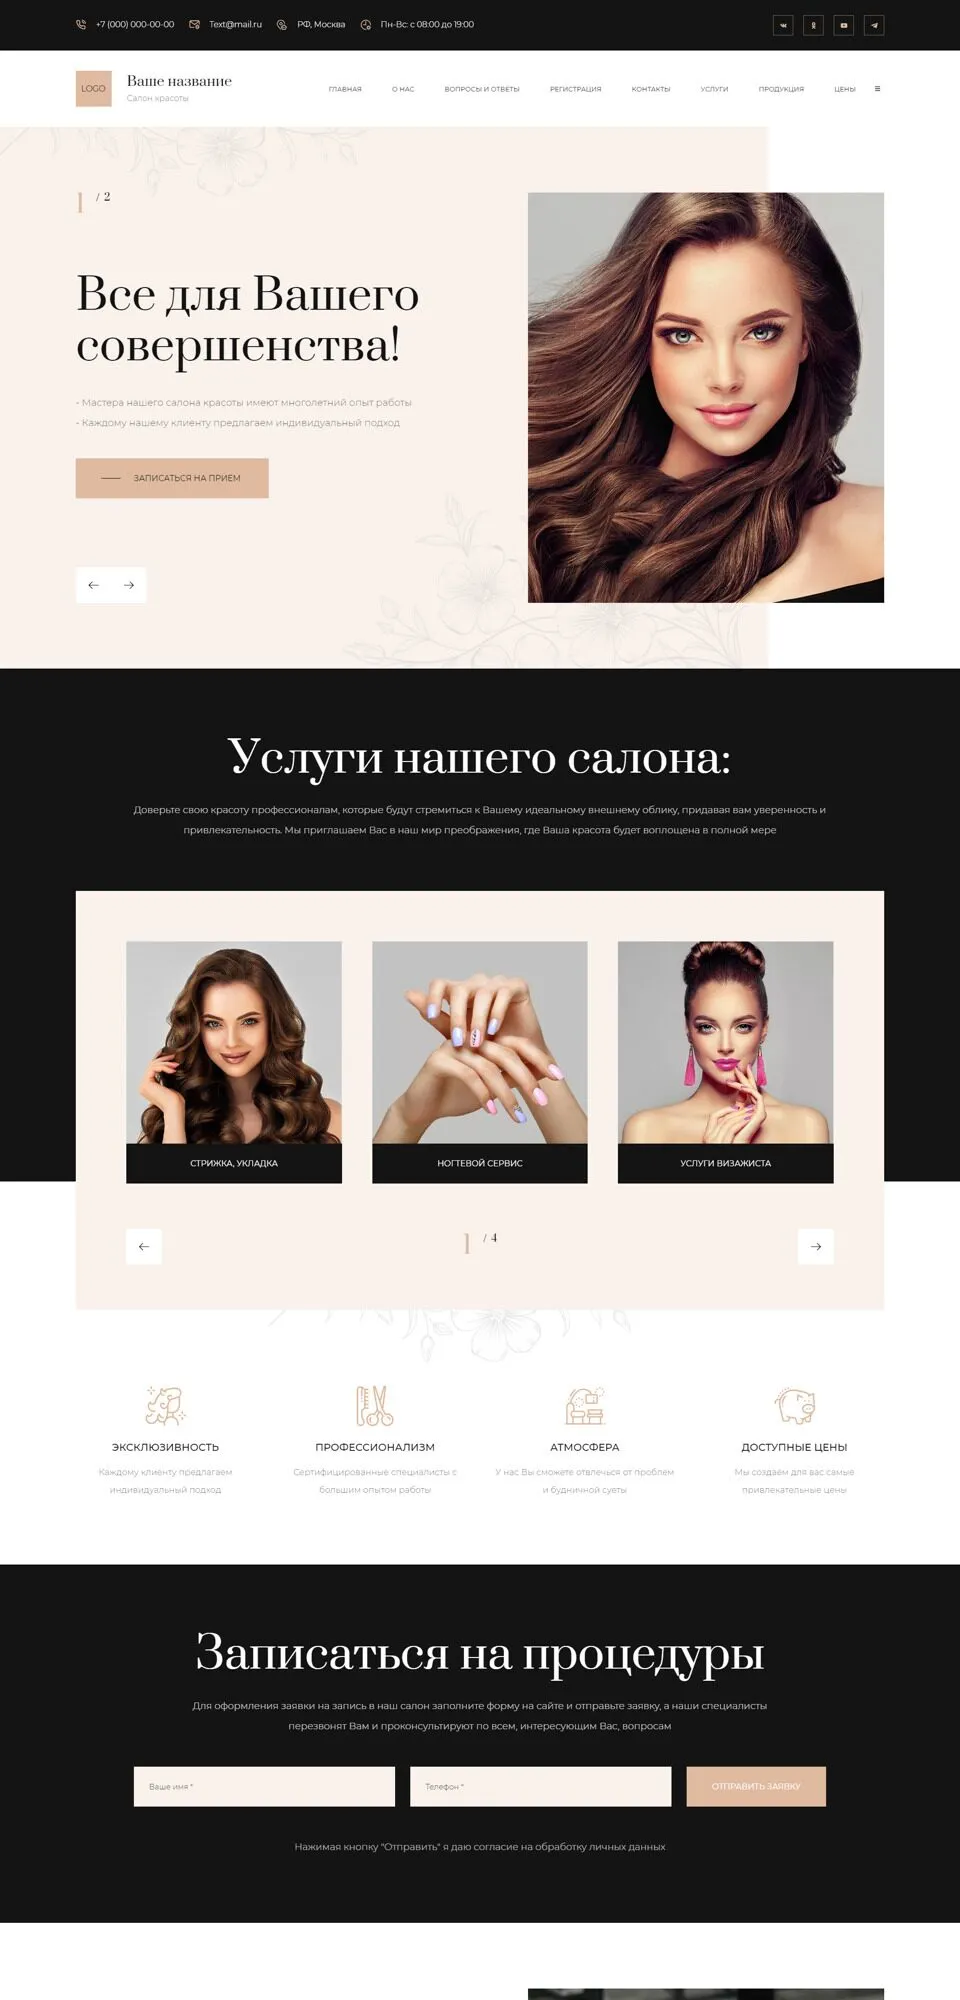 +7 (000) 000-00-00
Text@mail.ru
РФ, Москва
Пн-Вс: с 08:00 до 19:00
LOGO
Ваше название
Салон красоты
ГЛАВНАЯ
О НАС
ВОПРОСЫ И ОТВЕТЫ
РЕГИСТРАЦИЯ
КОНТАКТЫ
УСЛУГИ
ПРОДУКЦИЯ
ЦЕНЫ
1 / 2
Все для Вашего
совершенства!
- Мастера нашего салона красоты имеют многолетний опыт работы
- Каждому нашему клиенту предлагаем индивидуальный подход
ЗАПИСАТЬСЯ НА ПРИЕМ
Услуги нашего салона:
Доверьте свою красоту профессионалам, которые будут стремиться к Вашему идеальному внешнему облику, придавая вам уверенность и
привлекательность. Мы приглашаем Вас в наш мир преображения, где Ваша красота будет воплощена в полной мере
СТРИЖКА, УКЛАДКА
НОГТЕВОЙ СЕРВИС
УСЛУГИ ВИЗАЖИСТА
1 / 4
ЭКСКЛЮЗИВНОСТЬ
Каждому клиенту предлагаем
индивидуальный подход
ПРОФЕССИОНАЛИЗМ
Сертифицированные специалисты с
большим опытом работы
АТМОСФЕРА
У нас Вы сможете отвлечься от проблем
и будничной суеты
ДОСТУПНЫЕ ЦЕНЫ
Мы создаём для вас самые
привлекательные цены
Записаться на процедуры
Для оформления заявки на запись в наш салон заполните форму на сайте и отправьте заявку, а наши специалисты
перезвонят Вам и проконсультируют по всем, интересующим Вас, вопросам
Ваше имя *
Телефон *
ОТПРАВИТЬ ЗАЯВКУ
Нажимая кнопку "Отправить" я даю согласие на обработку личных данных